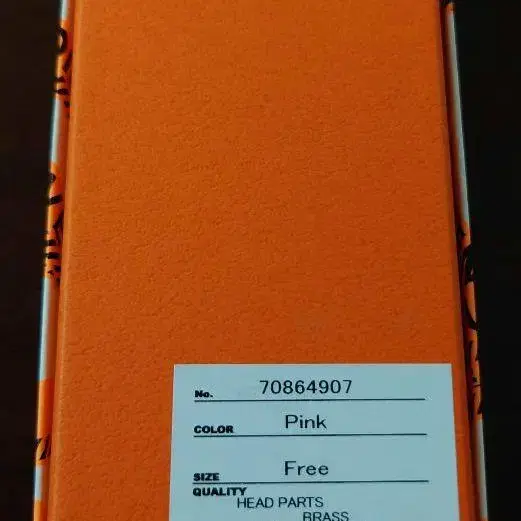 No. 70864907
COLOR Pink
SIZE Free
QUALITY
HEAD PARTS
BRASS